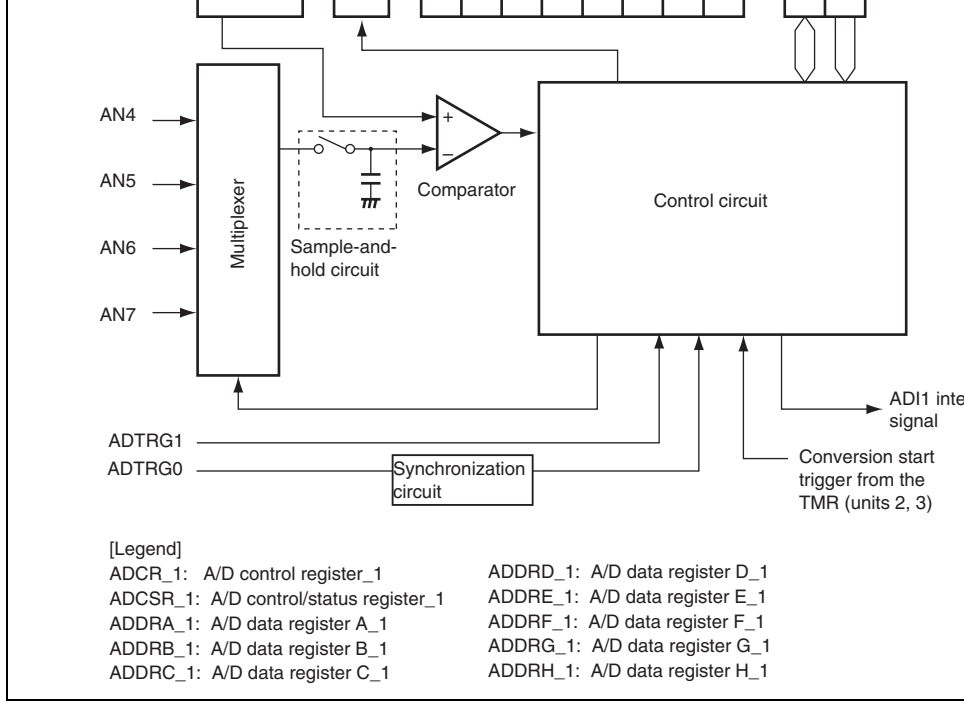 AN4
AN5
AN6
AN7
Multiplexer
+
−
Comparator
Sample-and-
hold circuit
Control circuit
ADI1 inte
signal
ADTRG1
ADTRG0
Synchronization
circuit
Conversion start
trigger from the
TMR (units 2, 3)
[Legend]
ADCR_1: A/D control register_1
ADCSR_1: A/D control/status register_1
ADDRA_1: A/D data register A_1
ADDRB_1: A/D data register B_1
ADDRC_1: A/D data register C_1
ADDRD_1: A/D data register D_1
ADDRE_1: A/D data register E_1
ADDRF_1: A/D data register F_1
ADDRG_1: A/D data register G_1
ADDRH_1: A/D data register H_1